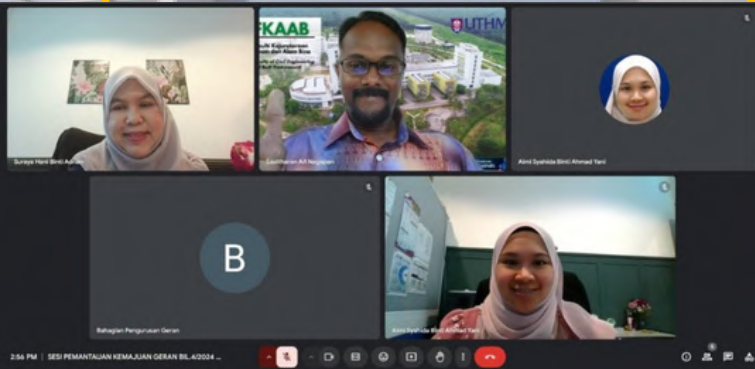 FKAAB
UTHM
Suraya Hani Binti Adnan
Aimi Syahida Binti Ahmad Yani
B
Bahagian Pengurusan Geran
Aimi Syahida Binti Ahmad Yani
2:56 PM | SESI PEMANTAUAN KEMAJUAN GERAN BIL.4/2024 ...